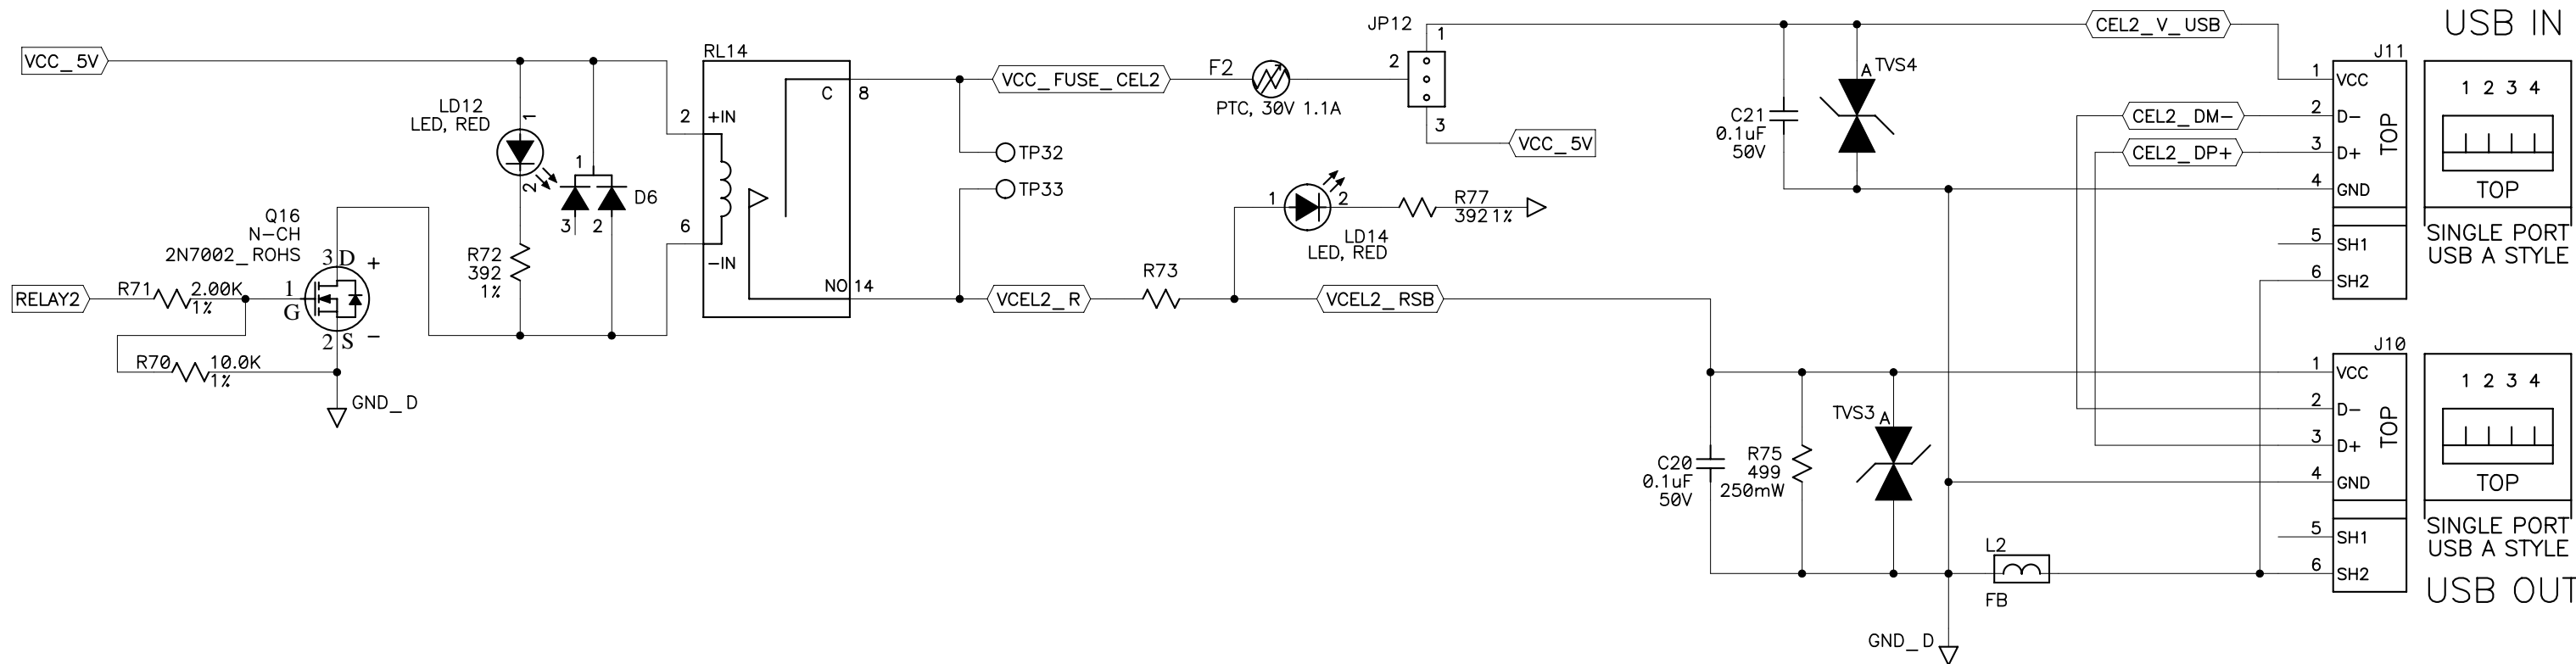 VCC_5V
LD12
LED, RED
1
2
1
3
2
D6
R72
392
1%
Q16
N-CH
2N7002_ROHS
3 D +
1
G
2 S −
RELAY2
R71
2.00K
1%
R70
10.0K
1%
GND_D
RL14
2
+IN
6
-IN
C
8
NO
14
VCC_FUSE_CEL2
TP32
TP33
F2
PTC, 30V 1.1A
JP12
1
2
3
VCC_5V
1
2
LD14
LED, RED
R77
392 1%
VCEL2_R
R73
VCEL2_RSB
C21
0.1uF
50V
A
TVS4
CEL2_V_USB
CEL2_DM-
CEL2_DP+
C20
0.1uF
50V
R75
499
250mW
TVS3
A
L2
FB
GND_D
USB IN
J11
1 VCC
2 D-
3 D+
4 GND
5 SH1
6 SH2
TOP
1 2 3 4
TOP
SINGLE PORT
USB A STYLE
J10
1 VCC
2 D-
3 D+
4 GND
5 SH1
6 SH2
TOP
1 2 3 4
TOP
SINGLE PORT
USB A STYLE
USB OUT